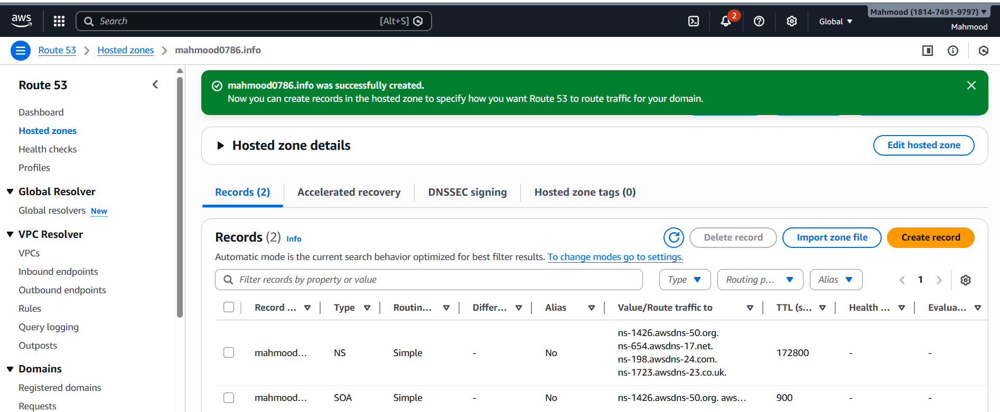 aws
Search
[Alt+S]
2
Global
Mahmood (1814-7491-9797)
Mahmood
Route 53
Hosted zones
mahmood0786.info
Route 53
Dashboard
Hosted zones
Health checks
Profiles
Global Resolver
Global resolvers New
VPC Resolver
VPCs
Inbound endpoints
Outbound endpoints
Rules
Query logging
Outposts
Domains
Registered domains
Requests
mahmood0786.info was successfully created.
Now you can create records in the hosted zone to specify how you want Route 53 to route traffic for your domain.
Hosted zone details
Edit hosted zone
Records (2)
Accelerated recovery
DNSSEC signing
Hosted zone tags (0)
Records (2) Info
Delete record
Import zone file
Create record
Automatic mode is the current search behavior optimized for best filter results. To change modes go to settings.
Filter records by property or value
Type
Routing p...
Alias
1
Record ... Type Routin... Differ... Alias Value/Route traffic to TTL (s... Health ... Evalua...
ns-1426.awsdns-50.org.
ns-654.awsdns-17.net.
mahmood... NS Simple - No 172800 - -
ns-198.awsdns-24.com.
ns-1723.awsdns-23.co.uk.
mahmood... SOA Simple - No ns-1426.awsdns-50.org. aws... 900 - -